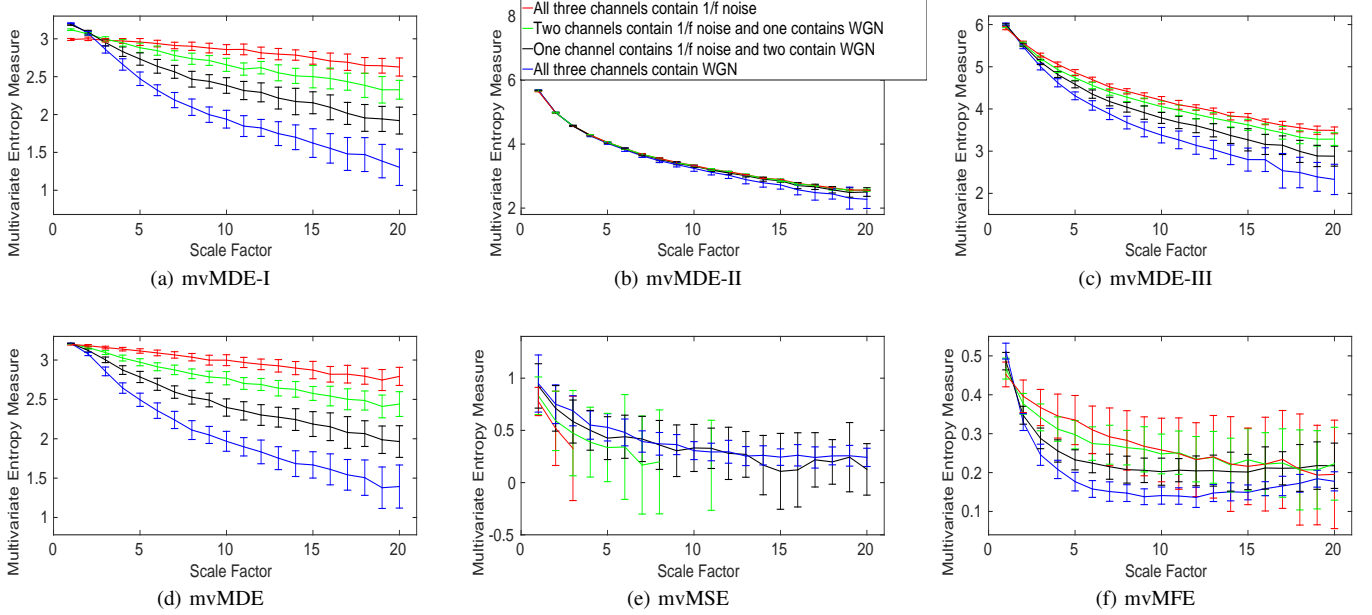 All three channels contain 1/f noise
Two channels contain 1/f noise and one contains WGN
One channel contains 1/f noise and two contain WGN
All three channels contain WGN
Multivariate Entropy Measure
3
2.5
2
1.5
1
0
5
10
15
20
Scale Factor
(a) mvMDE-I
Multivariate Entropy Measure
8
6
4
2
0
5
10
15
20
Scale Factor
(b) mvMDE-II
Multivariate Entropy Measure
6
5
4
3
2
0
5
10
15
20
Scale Factor
(c) mvMDE-III
Multivariate Entropy Measure
3
2.5
2
1.5
1
0
5
10
15
20
Scale Factor
(d) mvMDE
Multivariate Entropy Measure
1
0.5
0
-0.5
0
5
10
15
20
Scale Factor
(e) mvMSE
Multivariate Entropy Measure
0.5
0.4
0.3
0.2
0.1
0
5
10
15
20
Scale Factor
(f) mvMFE